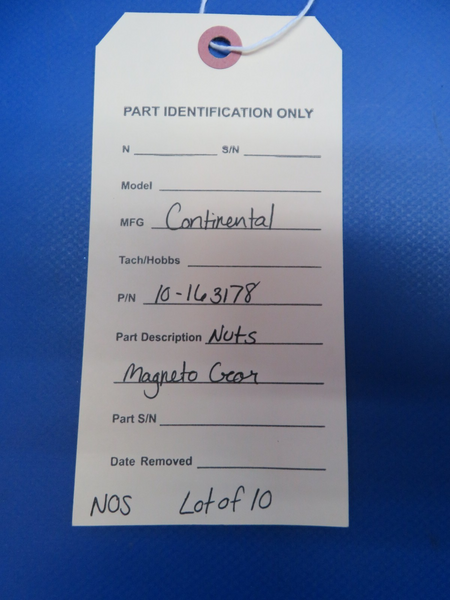 PART IDENTIFICATION ONLY
N S/N
Model
MFG Continental
Tach/Hobbs
P/N 10-163178
Part Description Nuts
Magneto Gear
Part S/N
Date Removed
NOS Lot of 10